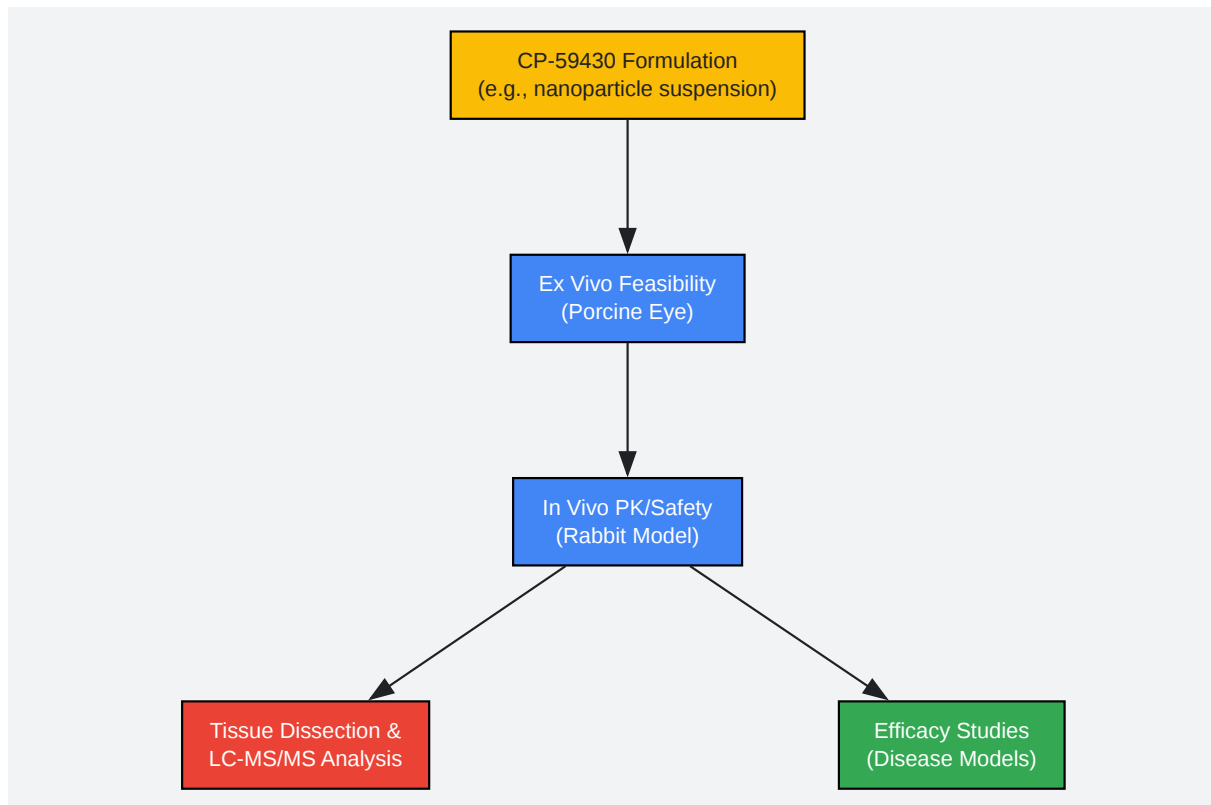 CP-59430 Formulation
(e.g., nanoparticle suspension)
Ex Vivo Feasibility
(Porcine Eye)
In Vivo PK/Safety
(Rabbit Model)
Tissue Dissection &
LC-MS/MS Analysis
Efficacy Studies
(Disease Models)